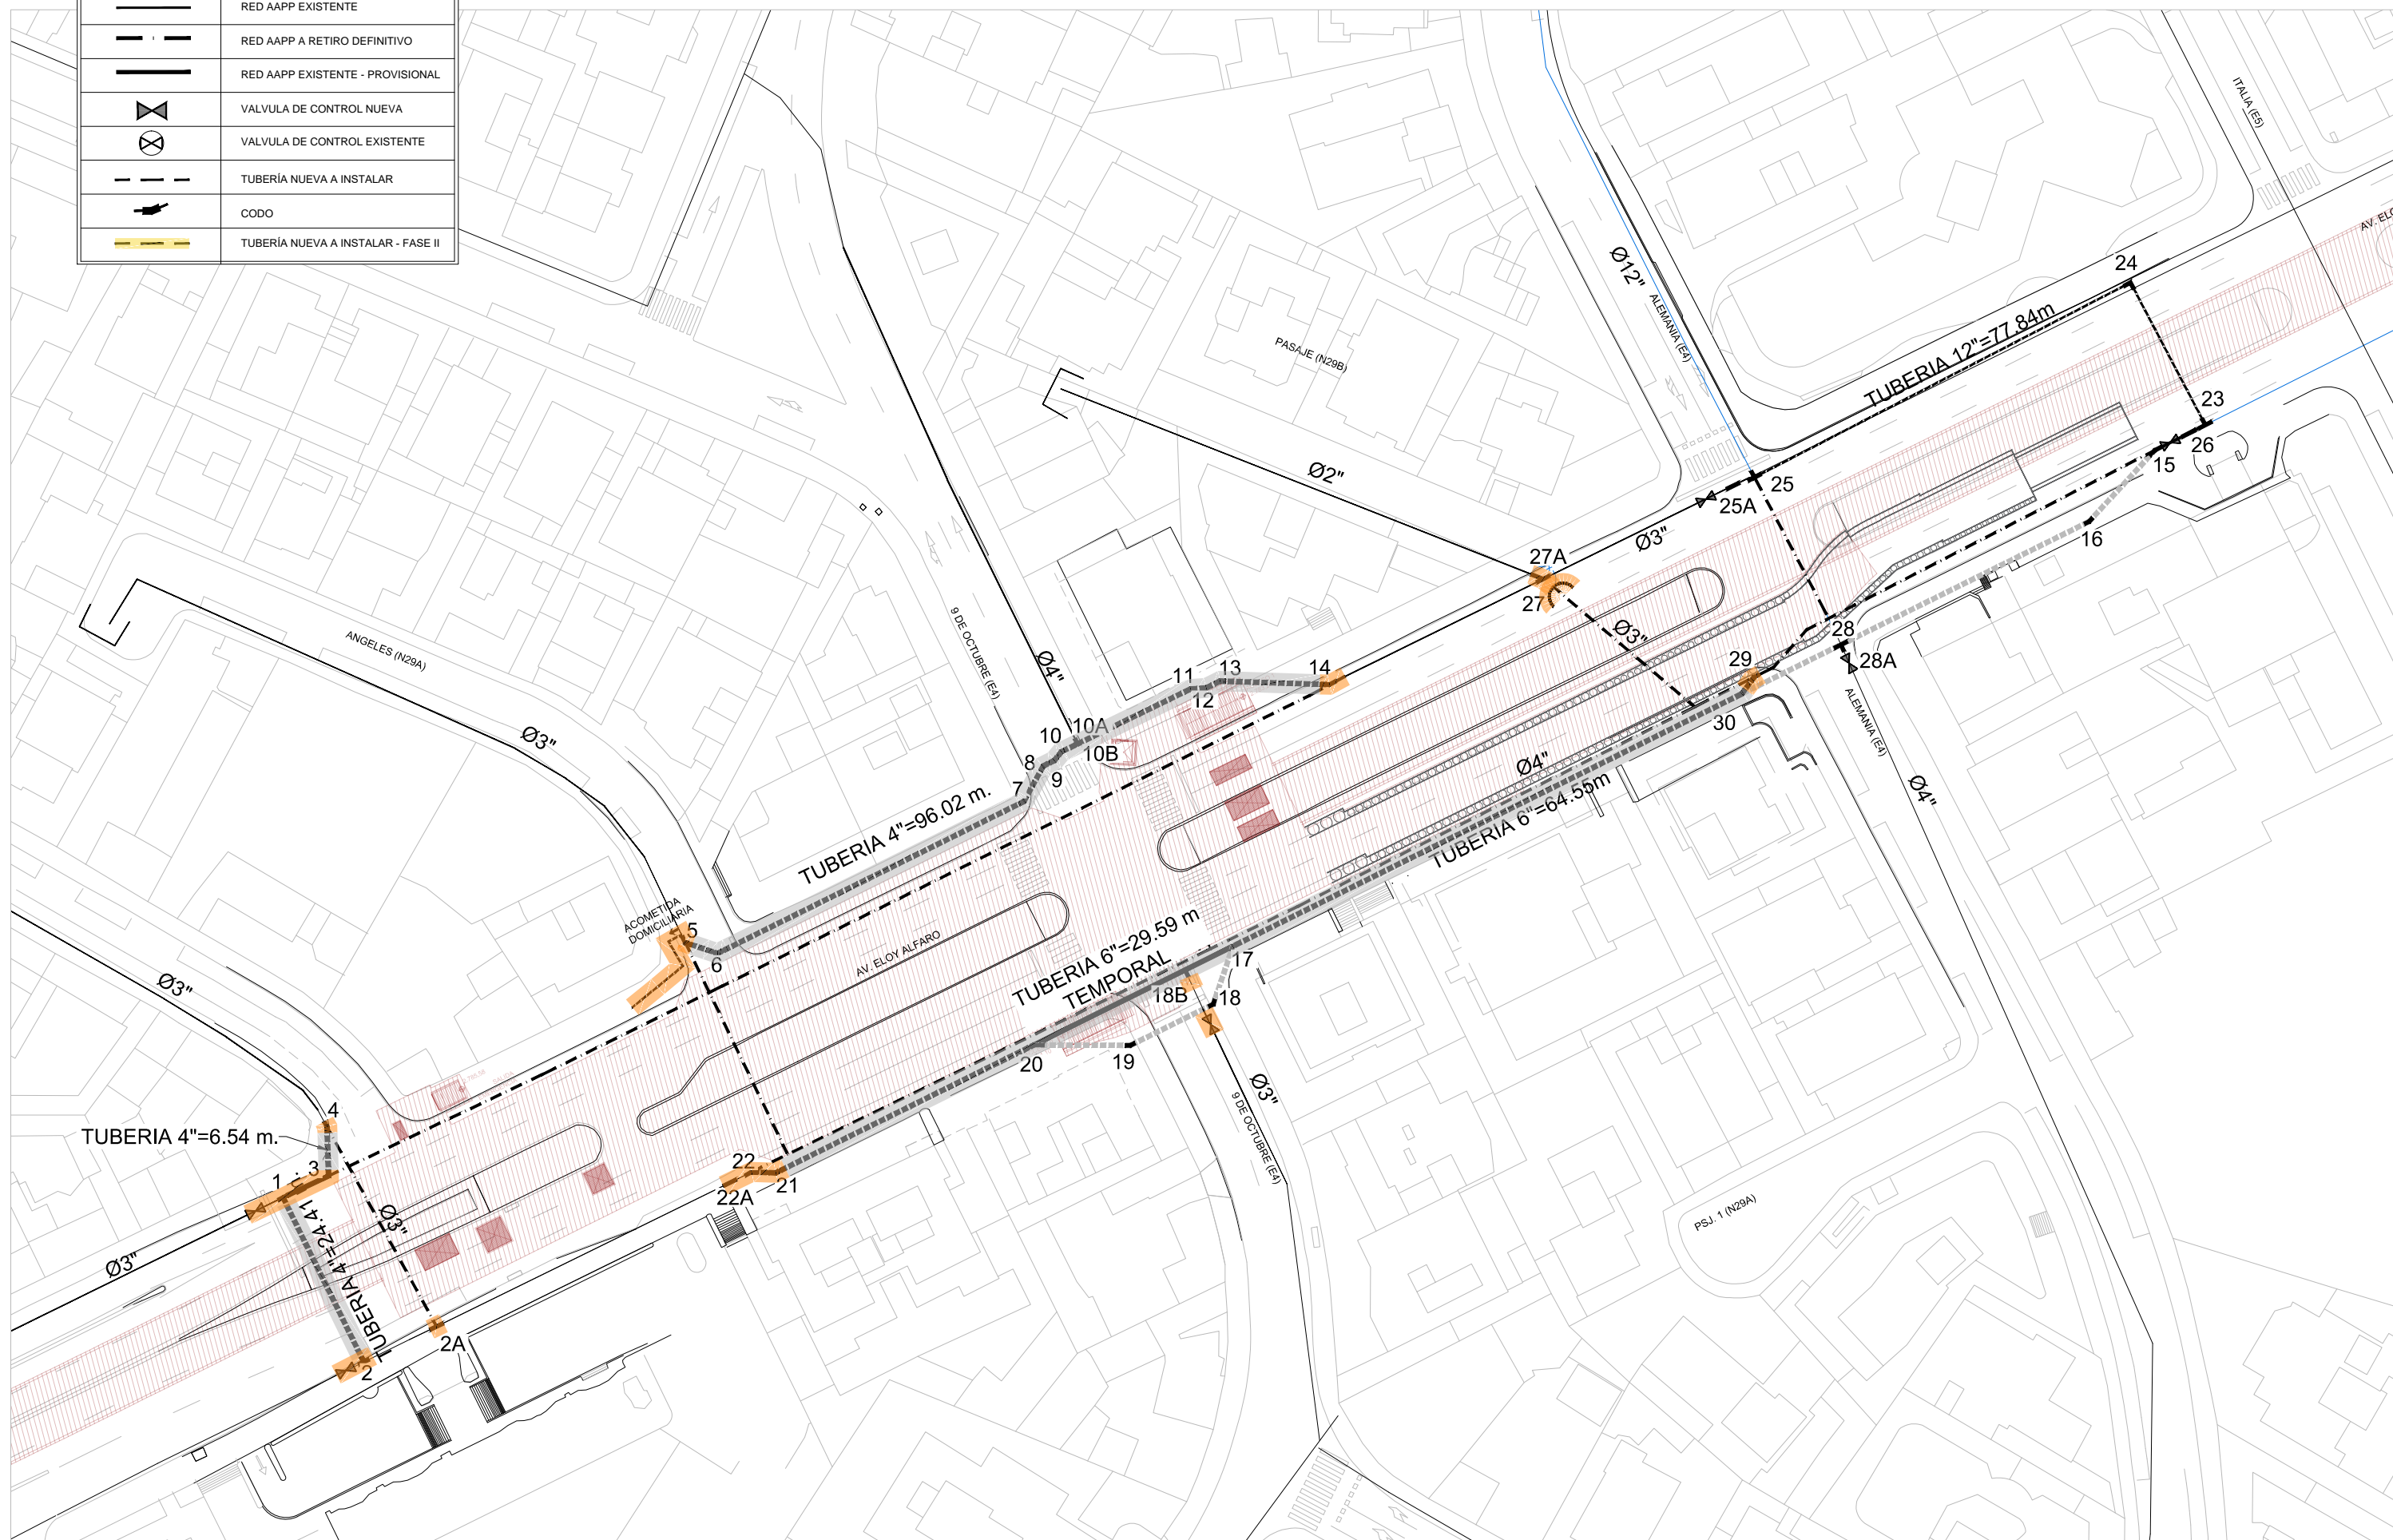 RED AAPP EXISTENTE
RED AAPP A RETIRO DEFINITIVO
RED AAPP EXISTENTE - PROVISIONAL
VALVULA DE CONTROL NUEVA
VALVULA DE CONTROL EXISTENTE
TUBERÍA NUEVA A INSTALAR
CODO
TUBERÍA NUEVA A INSTALAR - FASE II
ITALIA (E5)
AV. ELO
24
Ø12"
ALEMANIA (E4)
TUBERIA 12"=77.84m
PASAJE (N29B)
23
26
15
Ø2"
25
25A
16
Ø3"
27A
27
Ø3"
28
28A
29
30
ALEMANIA (E4)
Ø4"
9 DE OCTUBRE (E4)
Ø4"
11
13
12
14
10
10A
10B
8
9
7
ANGELES (N29A)
Ø3"
TUBERIA 4"=96.02 m.
Ø4"
TUBERIA 6"=64.55m
ACOMETIDA
DOMICILIARIA
5
6
AV. ELOY ALFARO
TUBERIA 6"=29.59 m
TEMPORAL
17
18B
18
Ø3"
20
19
Ø3"
9 DE OCTUBRE (E4)
4
TUBERIA 4"=6.54 m.
3
1
22
21
22A
PSJ. 1 (N29A)
Ø3"
Ø3"
TUBERIA 4"=24.41
2A
2